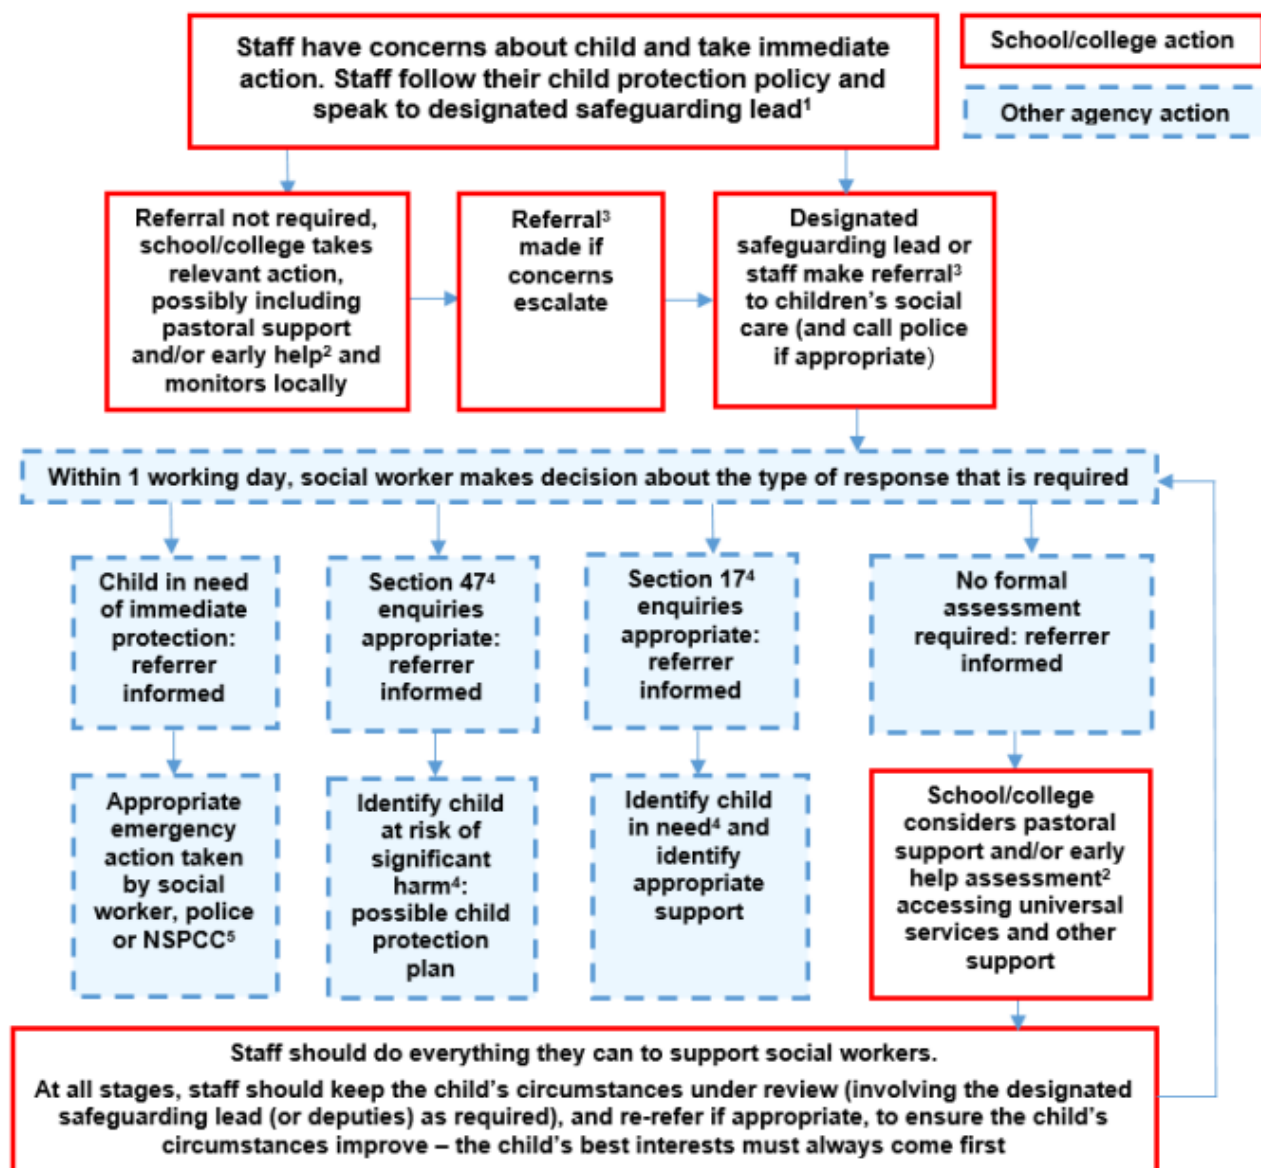 Staff have concerns about child and take immediate
action. Staff follow their child protection policy and
speak to designated safeguarding lead¹
School/college action
Other agency action
Referral not required,
school/college takes
relevant action,
possibly including
pastoral support
and/or early help² and
monitors locally
Referral³
made if
concerns
escalate
Designated
safeguarding lead or
staff make referral³
to children's social
care (and call police
if appropriate)
Within 1 working day, social worker makes decision about the type of response that is required
Child in need
of immediate
protection:
referrer
informed
Section 47⁴
enquiries
appropriate:
referrer
informed
Section 17⁴
enquiries
appropriate:
referrer
informed
No formal
assessment
required: referrer
informed
Appropriate
emergency
action taken
by social
worker, police
or NSPCC⁵
Identify child
at risk of
significant
harm⁴:
possible child
protection
plan
Identify child
in need⁴ and
identify
appropriate
support
School/college
considers pastoral
support and/or early
help assessment²
accessing universal
services and other
support
Staff should do everything they can to support social workers.
At all stages, staff should keep the child's circumstances under review (involving the designated
safeguarding lead (or deputies) as required), and re-refer if appropriate, to ensure the child's
circumstances improve – the child's best interests must always come first